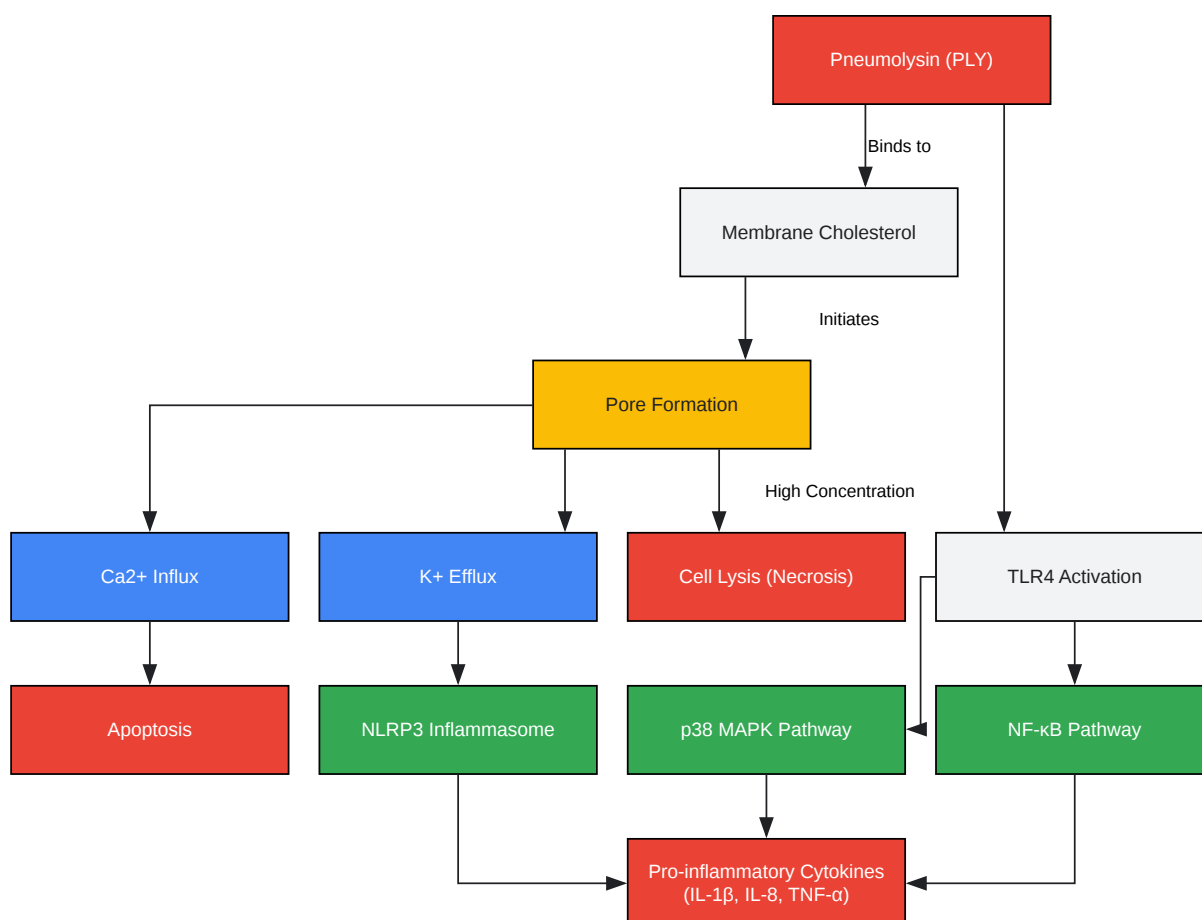 Pneumolysin (PLY)
Binds to
Membrane Cholesterol
Initiates
Pore Formation
High Concentration
Ca2+ Influx
K+ Efflux
Cell Lysis (Necrosis)
TLR4 Activation
Apoptosis
NLRP3 Inflammasome
p38 MAPK Pathway
NF-κB Pathway
Pro-inflammatory Cytokines
(IL-1β, IL-8, TNF-α)